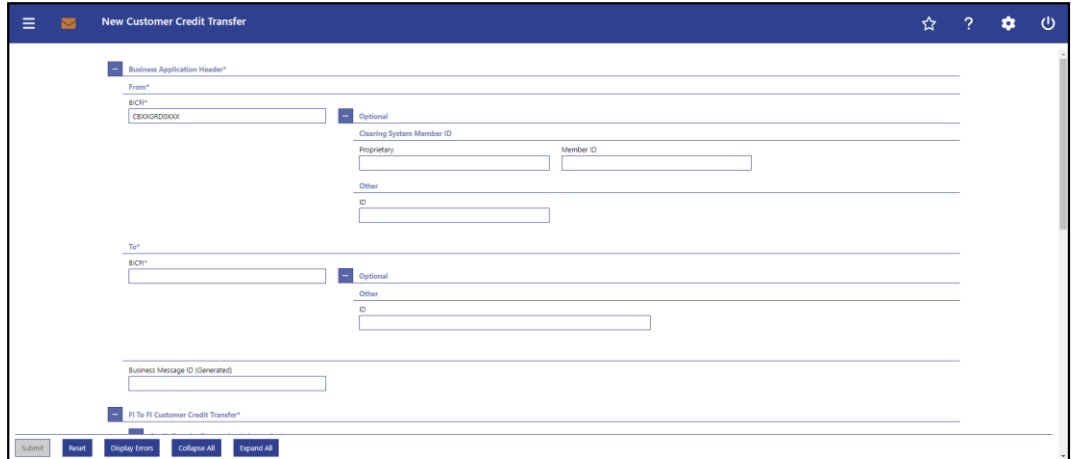 New Customer Credit Transfer
?
Business Application Header*
From*
BICFI*
CBXXGRD0XXX
Optional
Clearing System Member ID
Proprietary Member ID
Other
ID
To*
BICFI*
Optional
Other
ID
Business Message ID (Generated)
FI To FI Customer Credit Transfer*
Submit Reset Display Errors Collapse All Expand All